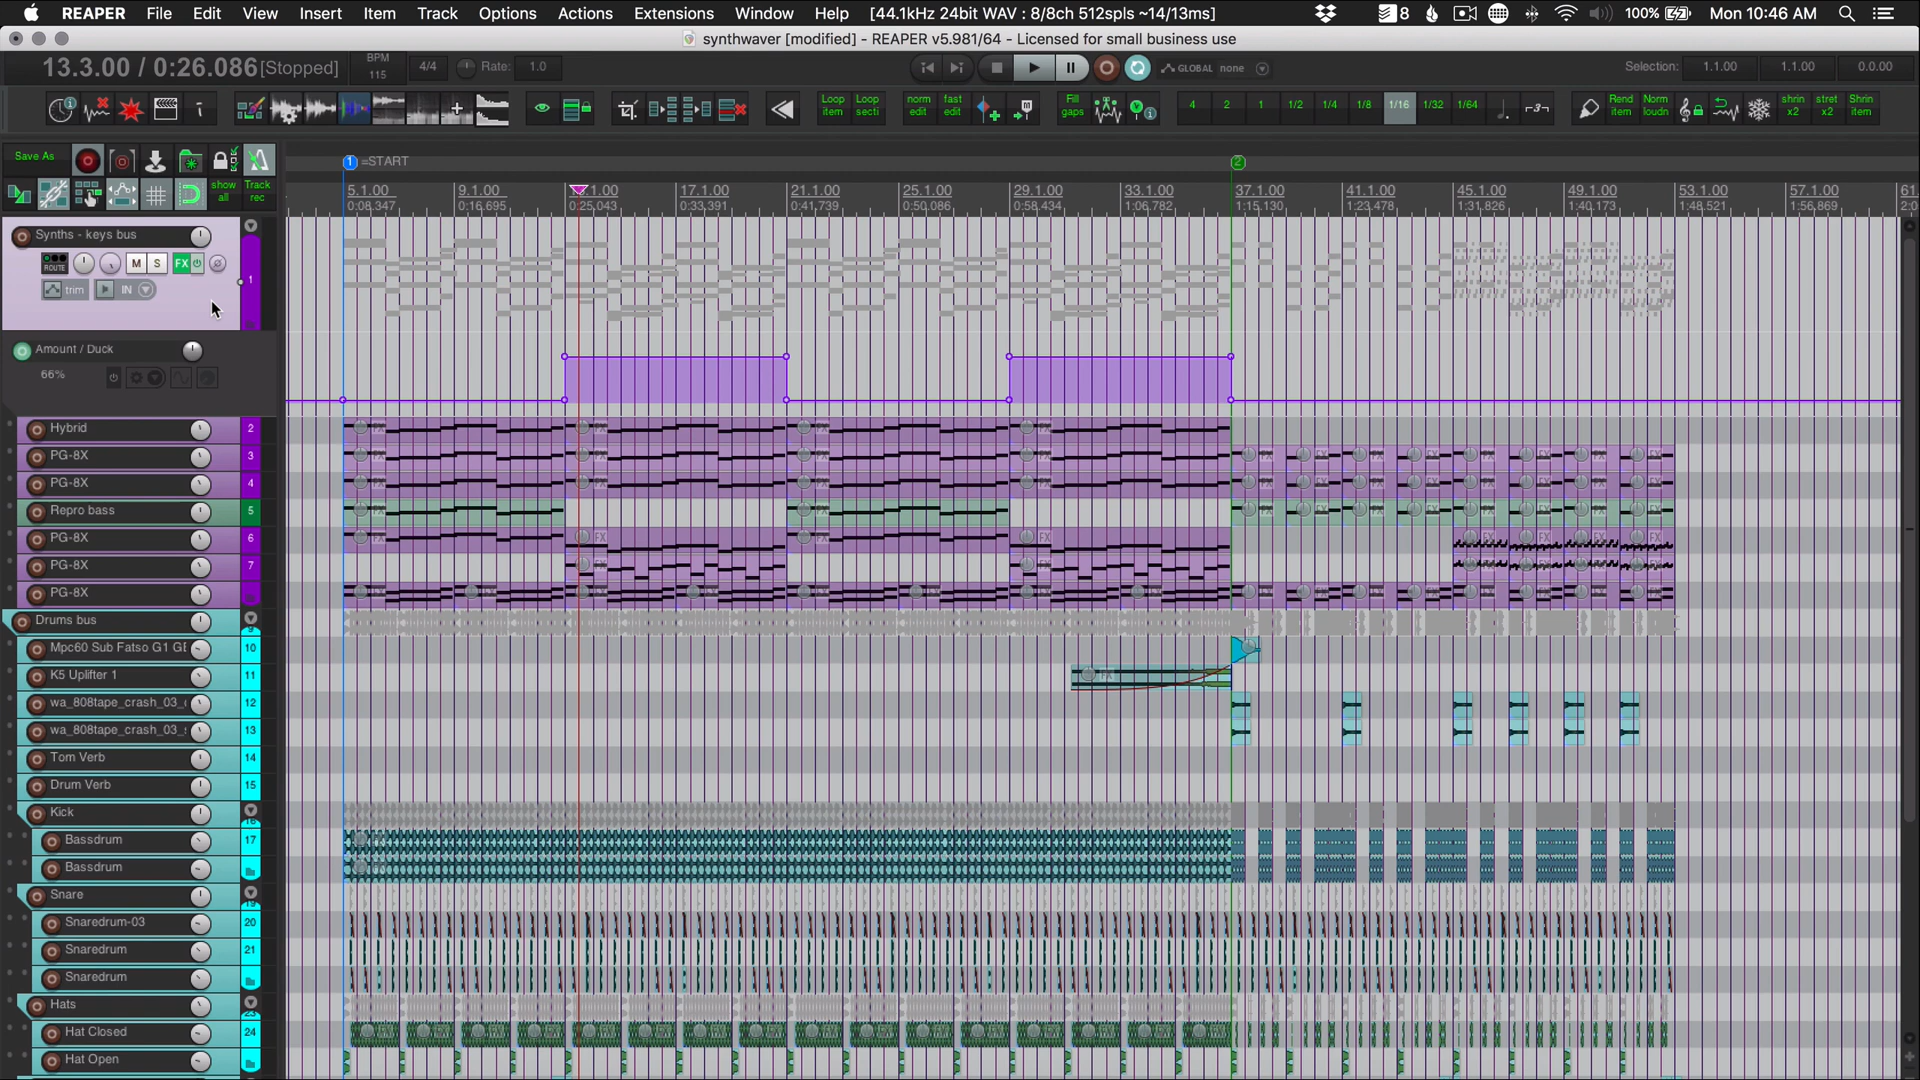 REAPER File Edit View Insert Item Track Options Actions Extensions Window Help [44.1kHz 24bit WAV : 8/8ch 512spls ~14/13ms] 8 100% Mon 10:46 AM
synthwaver [modified] - REAPER v5.981/64 - Licensed for small business use
13.3.00 / 0:26.086 [Stopped] BPM 115 4/4 Rate: 1.0 GLOBAL none Selection: 1.1.00 1.1.00 0.0.00
Loop item Loop secti norm edit fast edit Fill gaps 4 2 1 1/2 1/4 1/8 1/16 1/32 1/64 3 Rend item Norm loudn shrin x2 stret x2 Shrin item
Save As
1 =START 2
show all Track rec
5.1.00 9.1.00 17.1.00 21.1.00 25.1.00 29.1.00 33.1.00 37.1.00 41.1.00 45.1.00 49.1.00 53.1.00 57.1.00 61.
0:08.347 0:16.695 0:25.043 0:33.391 0:41.739 0:50.086 0:58.434 1:06.782 1:15.130 1:23.478 1:31.826 1:40.173 1:48.521 1:56.869 2:0
Synths - keys bus
ROUTE M S FX
trim IN 1
Amount / Duck
66%
Hybrid 2
PG-8X 3
PG-8X 4
Repro bass 5
PG-8X 6
PG-8X 7
PG-8X
Drums bus
Mpc60 Sub Fatso G1 G 10
K5 Uplifter 1 11
wa_808tape_crash_03_ 12
wa_808tape_crash_03_ 13
Tom Verb 14
Drum Verb 15
Kick
Bassdrum 17
Bassdrum
Snare
Snaredrum-03 20
Snaredrum 21
Snaredrum
Hats
Hat Closed 24
Hat Open